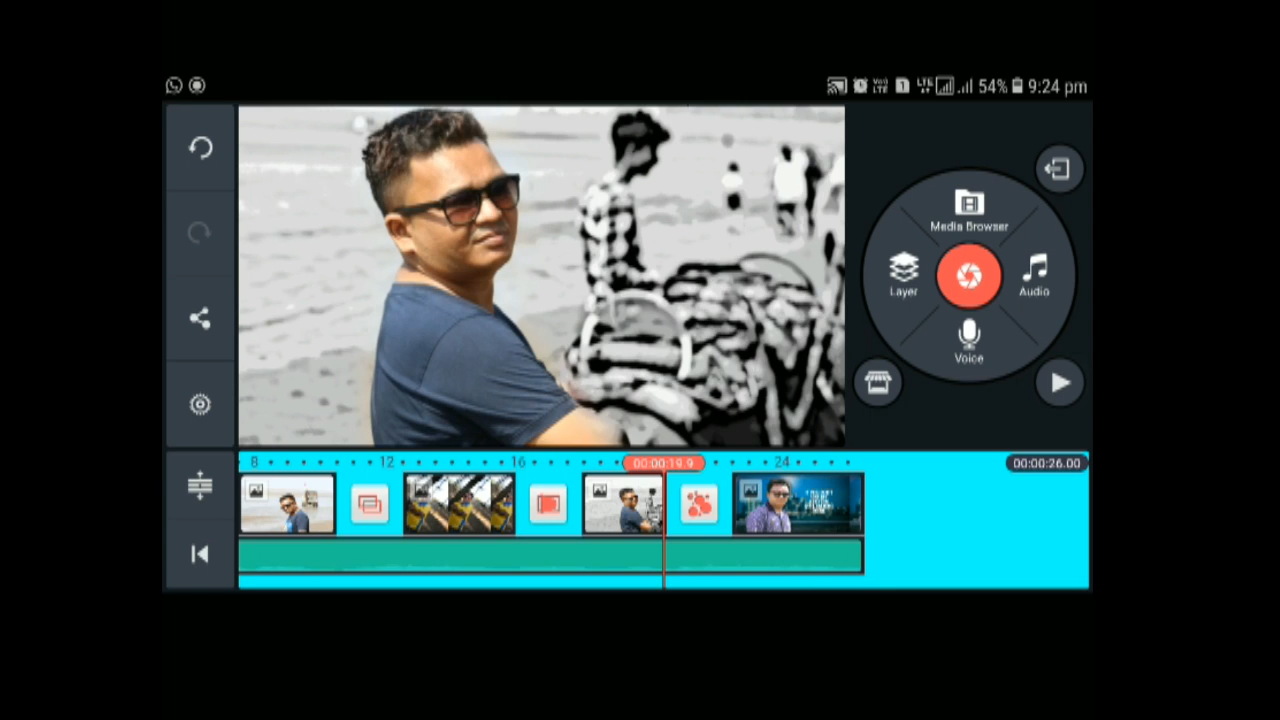 54% 9:24 pm
Media Browser
Layer
Audio
Voice
8 12 16 00:00:19.9 24 00:00:26.00